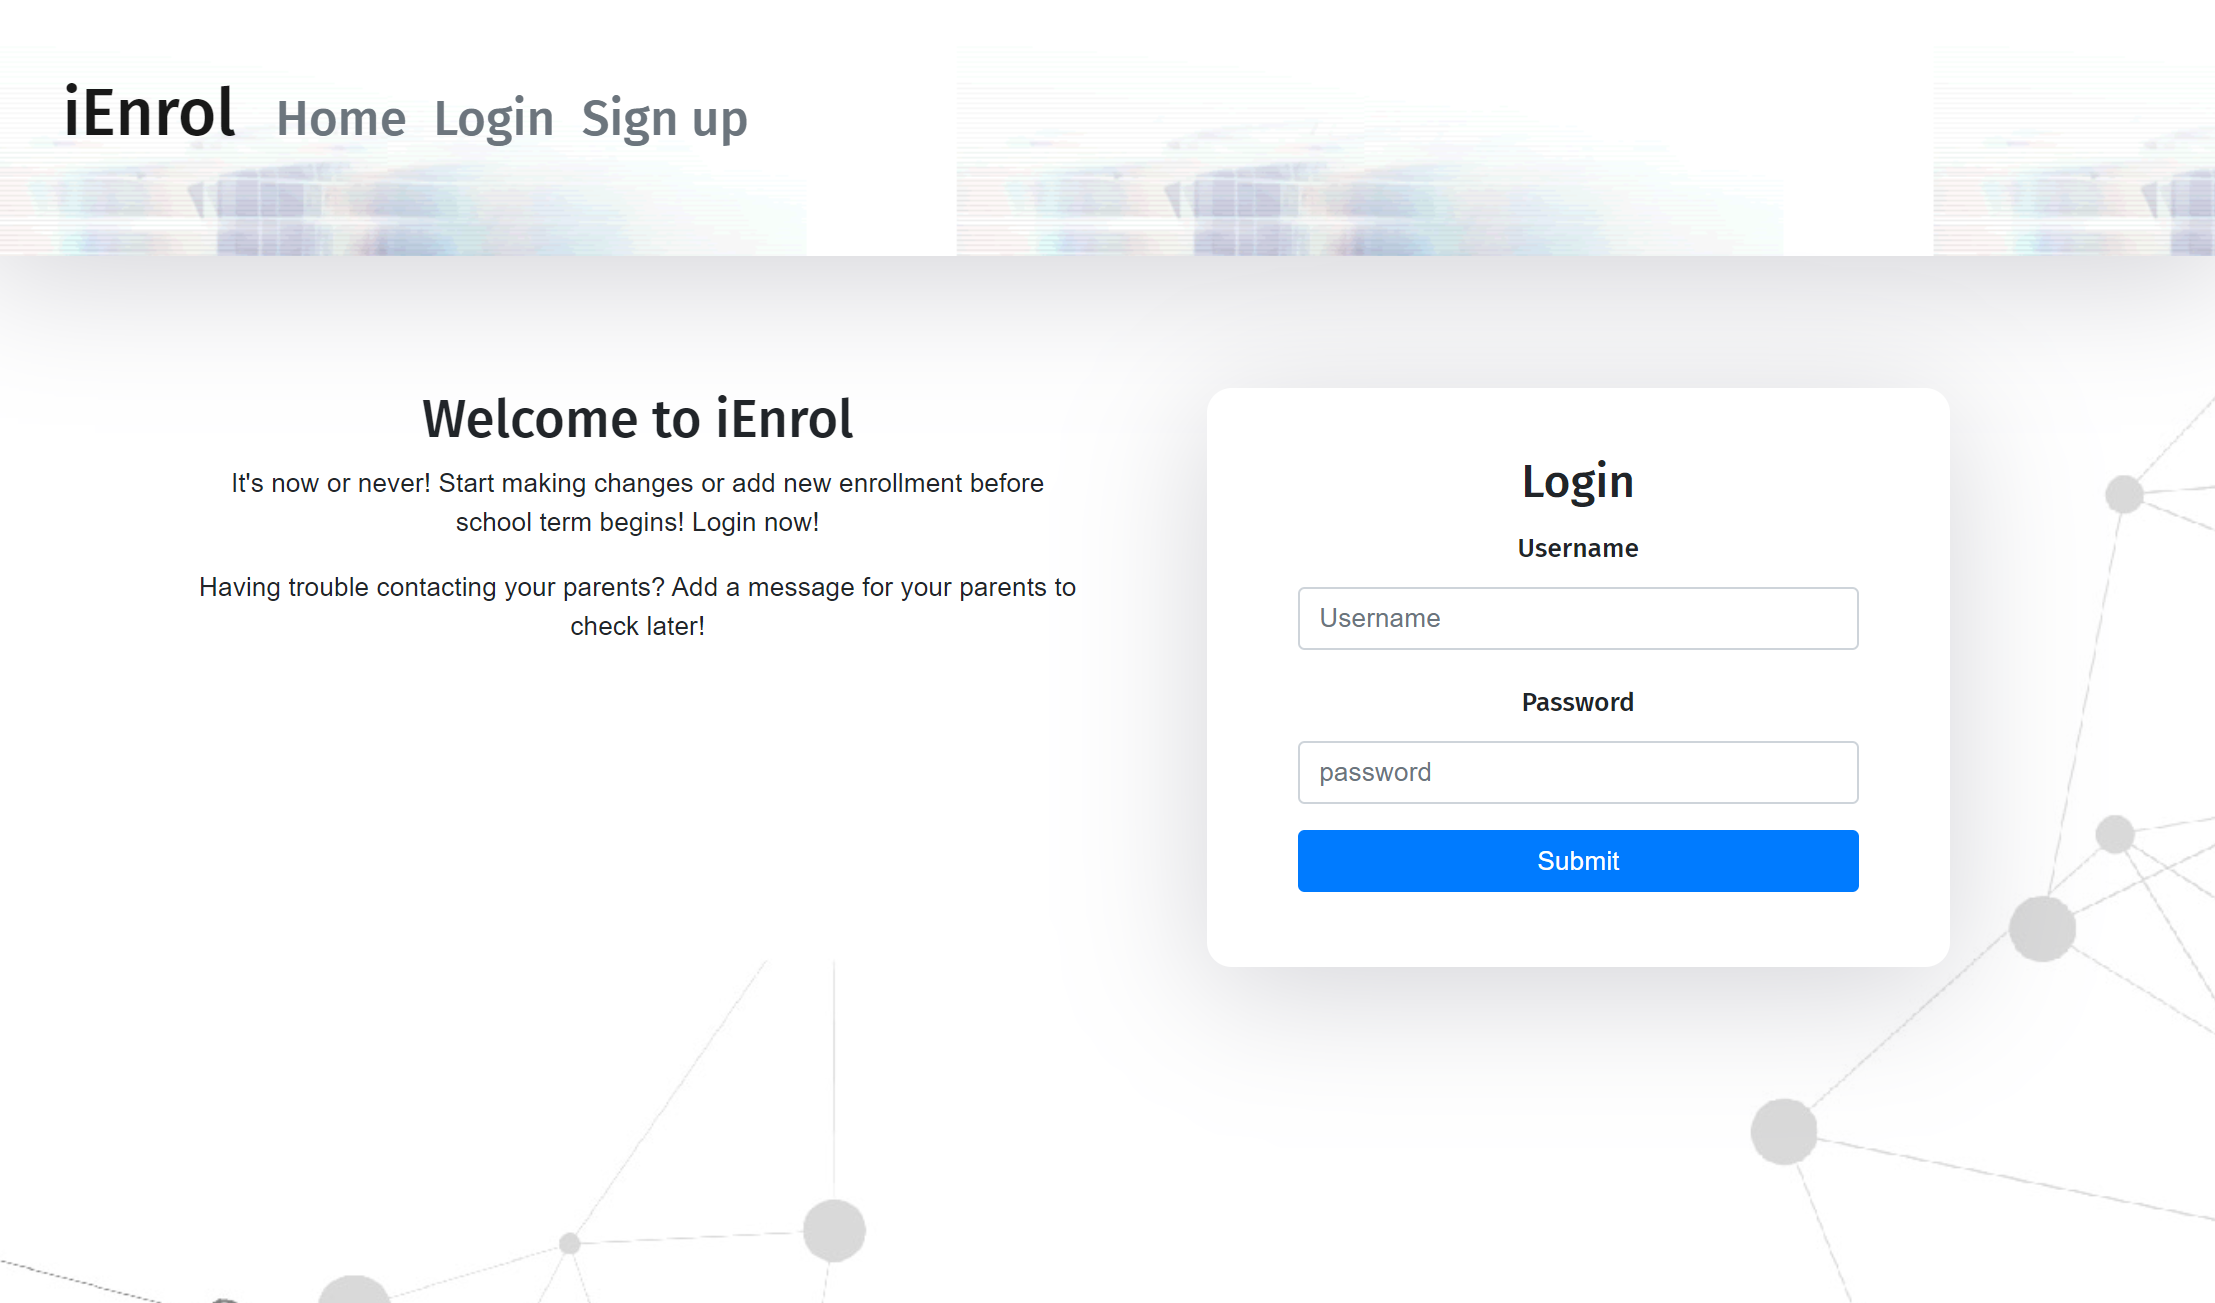 iEnrol Home Login Sign up
Welcome to iEnrol
It's now or never! Start making changes or add new enrollment before
school term begins! Login now!
Having trouble contacting your parents? Add a message for your parents to
check later!
Login
Username
Username
Password
password
Submit